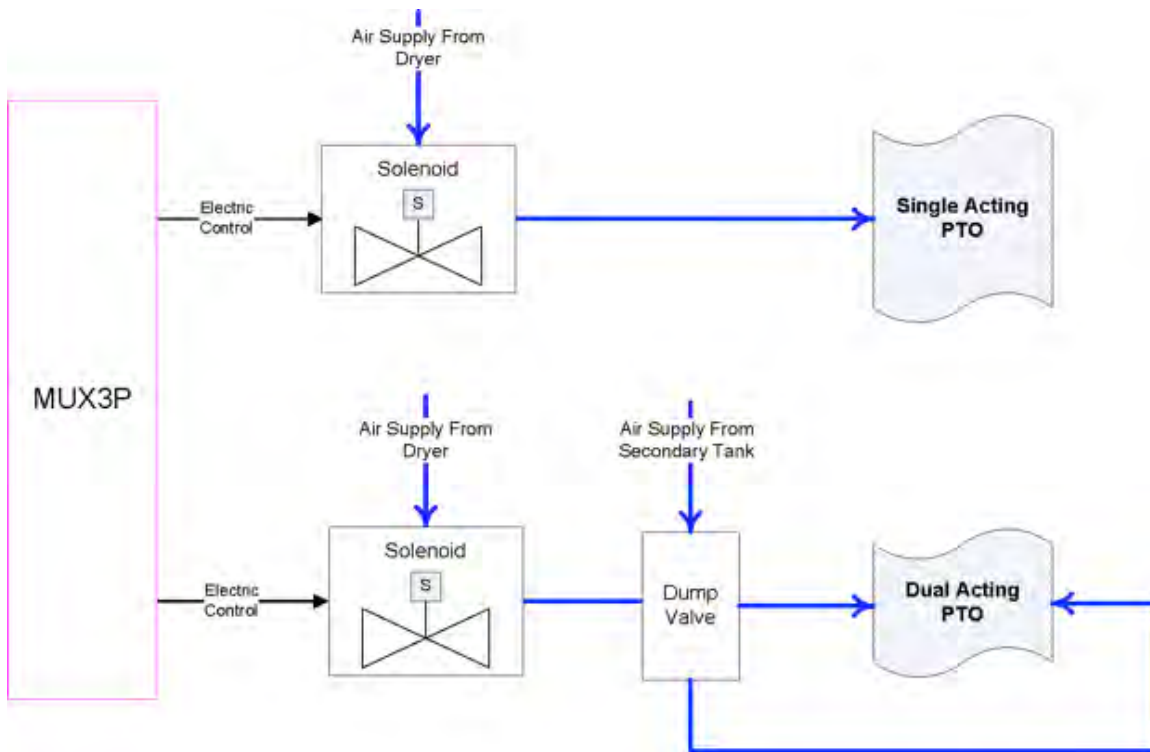 Air Supply From
Dryer
Solenoid
S
Electric
Control
Single Acting
PTO
MUX3P
Air Supply From
Dryer
Air Supply From
Secondary Tank
Solenoid
S
Electric
Control
Dump
Valve
Dual Acting
PTO